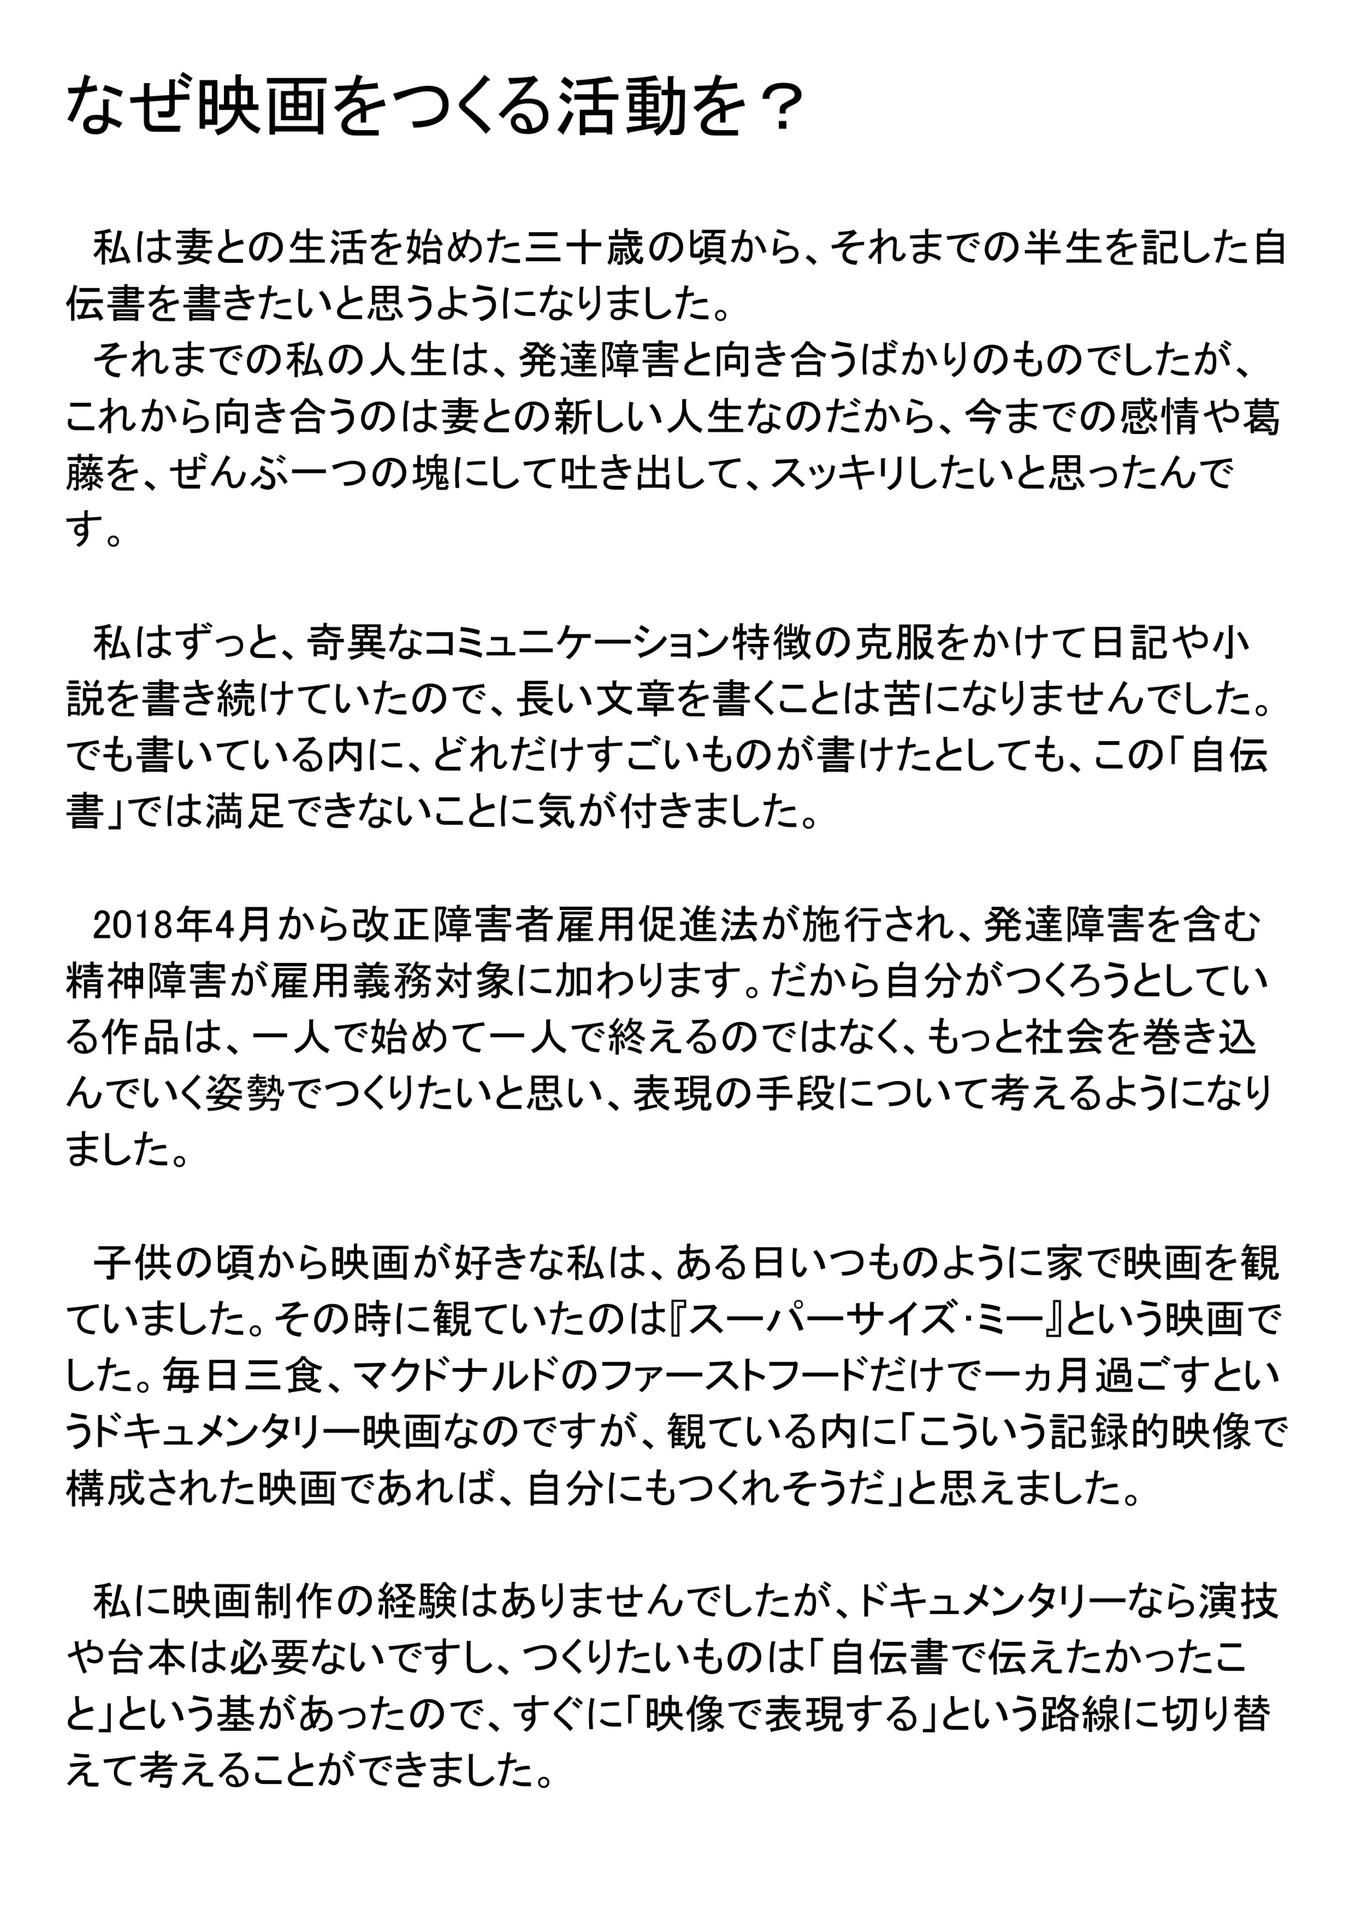 なぜ映画をつくる活動を？
私は妻との生活を始めた三十歳の頃から、それまでの半生を記した自
伝書を書きたいと思うようになりました。
それまでの私の人生は、発達障害と向き合うばかりのものでしたが、
これから向き合うのは妻との新しい人生なのだから、今までの感情や葛
藤を、ぜんぶ一つの塊にして吐き出して、スッキリしたいと思ったんで
す。
私はずっと、奇異なコミュニケーション特徴の克服をかけて日記や小
説を書き続けていたので、長い文章を書くことは苦になりませんでした。
でも書いている内に、どれだけすごいものが書けたとしても、この「自伝
書」では満足できないことに気が付きました。
2018年4月から改正障害者雇用促進法が施行され、発達障害を含む
精神障害が雇用義務対象に加わります。だから自分がつくろうとしてい
る作品は、一人で始めて一人で終えるのではなく、もっと社会を巻き込
んでいく姿勢でつくりたいと思い、表現の手段について考えるようになり
ました。
子供の頃から映画が好きな私は、ある日いつものように家で映画を観
ていました。その時に観ていたのは『スーパーサイズ・ミー』という映画で
した。毎日三食、マクドナルドのファーストフードだけで一ヵ月過ごすとい
うドキュメンタリー映画なのですが、観ている内に「こういう記録的映像で
構成された映画であれば、自分にもつくれそうだ」と思えました。
私に映画制作の経験はありませんでしたが、ドキュメンタリーなら演技
や台本は必要ないですし、つくりたいものは「自伝書で伝えたかったこ
と」という基があったので、すぐに「映像で表現する」という路線に切り替
えて考えることができました。